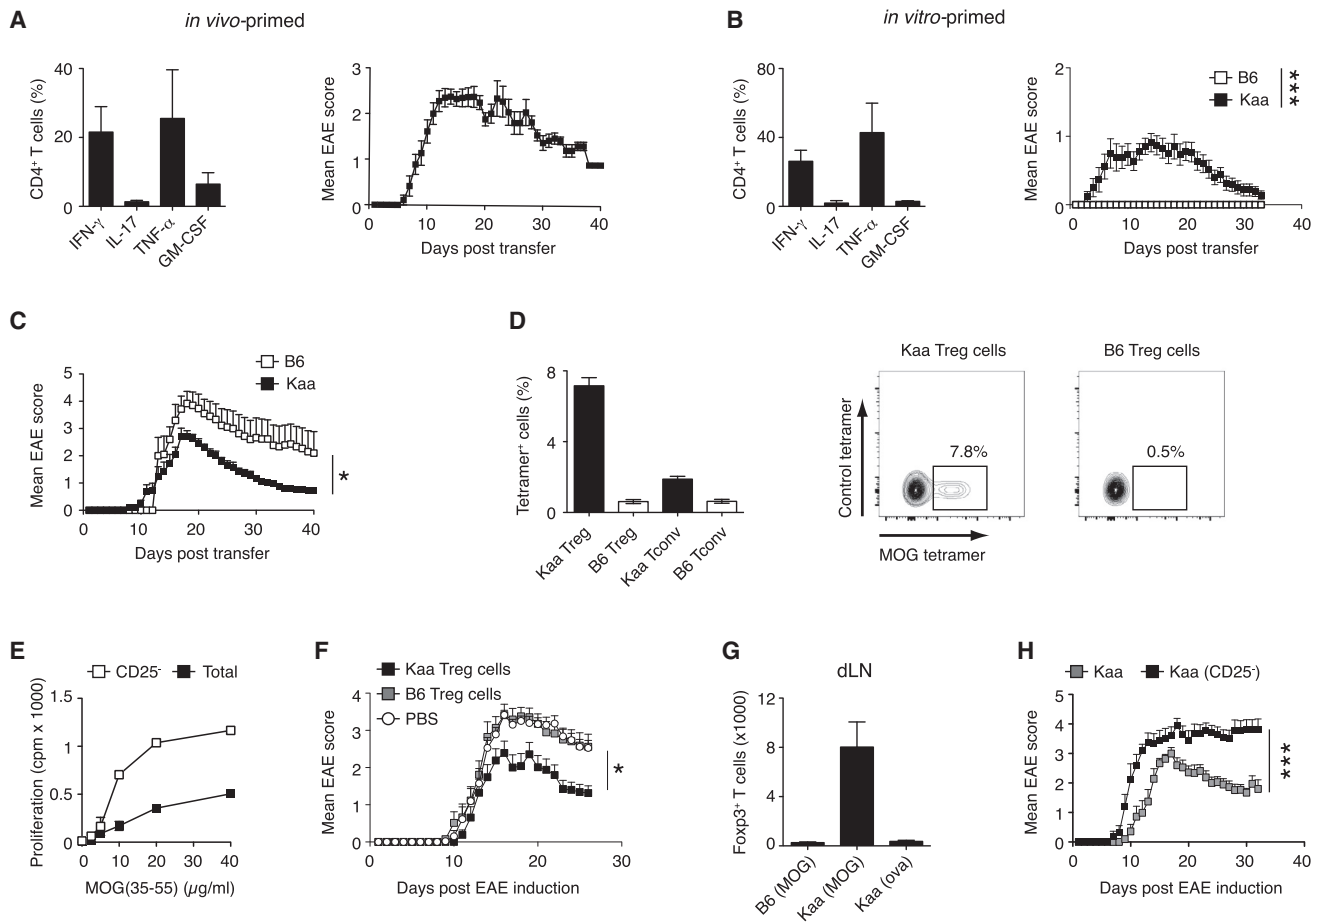 A
in vivo-primed
CD4⁺ T cells (%)
40
20
0
IFN-γ
IL-17
TNF-α
GM-CSF
Mean EAE score
3
2
1
0
0
10
20
30
40
Days post transfer
B
in vitro-primed
CD4⁺ T cells (%)
80
40
0
IFN-γ
IL-17
TNF-α
GM-CSF
Mean EAE score
2
1
0
0
10
20
30
40
Days post transfer
B6
Kaa
***
C
B6
Kaa
Mean EAE score
5
4
3
2
1
0
0
10
20
30
40
Days post transfer
*
D
Tetramer⁺ cells (%)
8
4
0
Kaa Treg
B6 Treg
Kaa Tconv
B6 Tconv
Kaa Treg cells
B6 Treg cells
Control tetramer
7.8%
0.5%
MOG tetramer
E
CD25⁻
Total
Proliferation (cpm x 1000)
1.5
1
0.5
0
0
10
20
30
40
MOG(35-55) (µg/ml)
F
Kaa Treg cells
B6 Treg cells
PBS
Mean EAE score
4
3
2
1
0
0
10
20
30
Days post EAE induction
*
G
dLN
Foxp3⁺ T cells (x1000)
12
8
4
0
B6 (MOG)
Kaa (MOG)
Kaa (ova)
H
Kaa
Kaa (CD25⁻)
Mean EAE score
5
4
3
2
1
0
0
10
20
30
40
Days post EAE induction
***